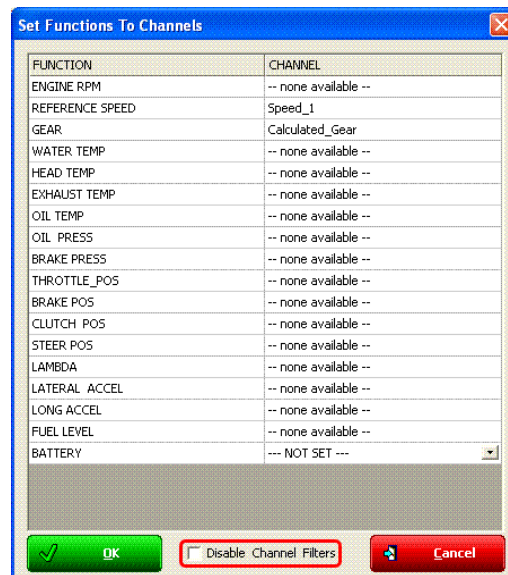 Set Functions To Channels
FUNCTION CHANNEL
ENGINE RPM -- none available --
REFERENCE SPEED Speed_1
GEAR Calculated_Gear
WATER TEMP -- none available --
HEAD TEMP -- none available --
EXHAUST TEMP -- none available --
OIL TEMP -- none available --
OIL PRESS -- none available --
BRAKE PRESS -- none available --
THROTTLE_POS -- none available --
BRAKE POS -- none available --
CLUTCH POS -- none available --
STEER POS -- none available --
LAMBDA -- none available --
LATERAL ACCEL -- none available --
LONG ACCEL -- none available --
FUEL LEVEL -- none available --
BATTERY --- NOT SET ---
OK Disable Channel Filters Cancel